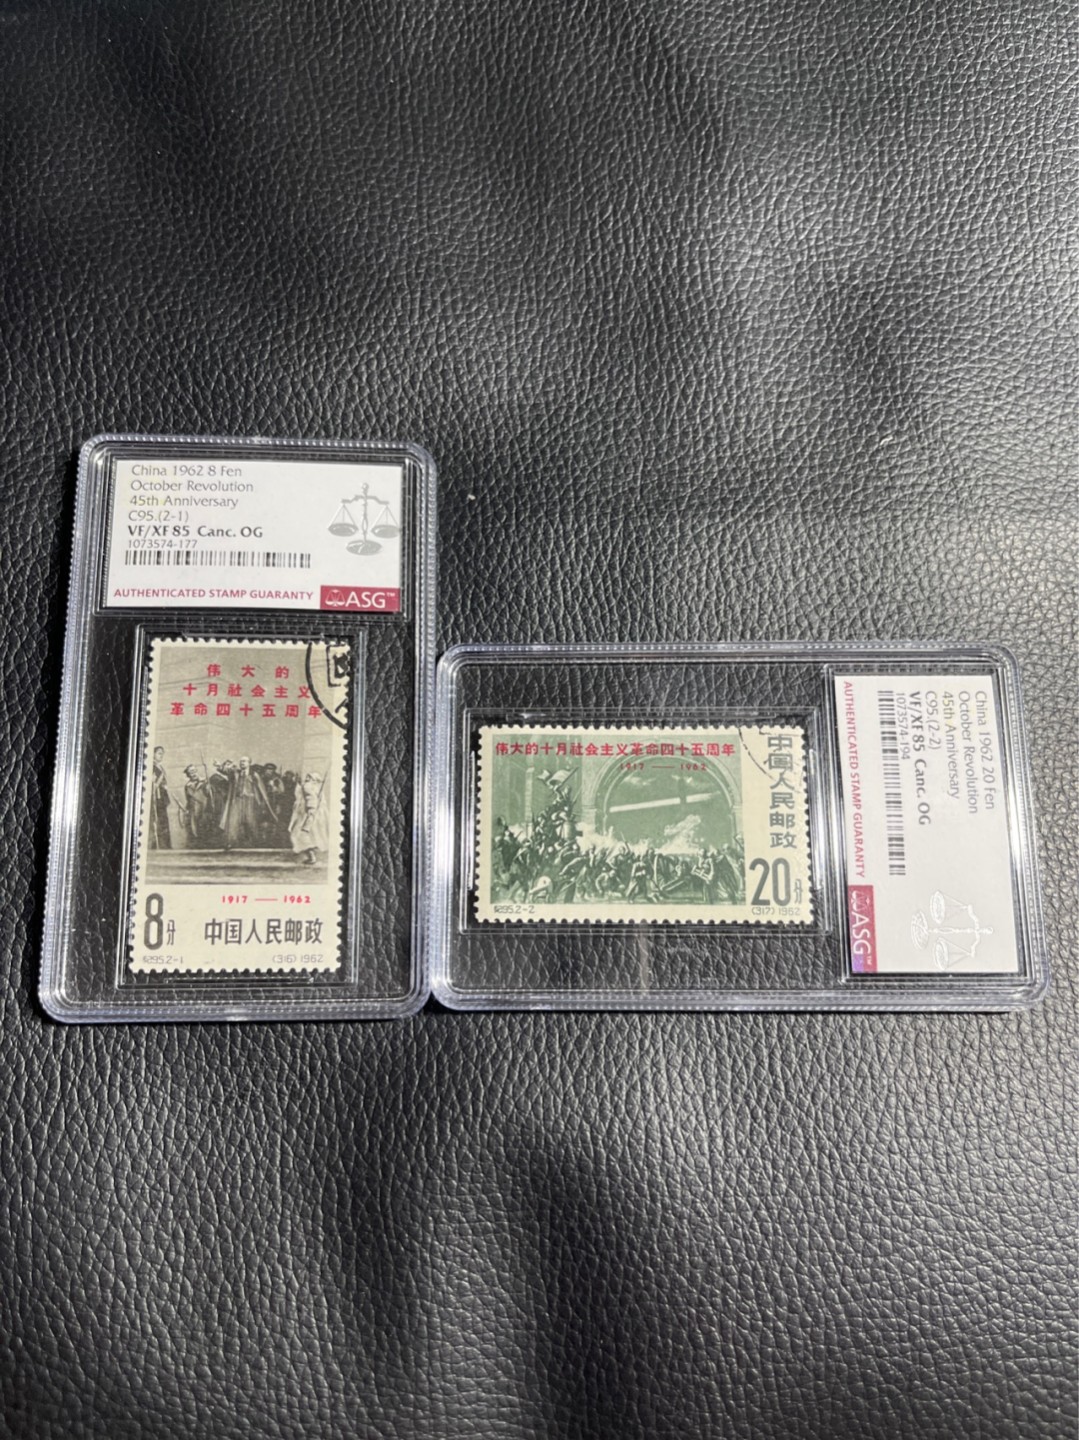 China 1962 8 Fen
October Revolution
45th Anniversary
C95.(2-1)
VF/XF 85 Canc. OG
1073574-177
AUTHENTICATED STAMP GUARANTY
ASG™
伟大的
十月社会主义
革命四十五周年
1917 — 1962
8分
中国人民邮政
纪95.2-1
(316) 1962
China 1962 20 Fen
October Revolution
45th Anniversary
C95.(2-2)
VF/XF 85 Canc. OG
1073574-194
AUTHENTICATED STAMP GUARANTY
ASG™
伟大的十月社会主义革命四十五周年
1917 — 1962
中国人民邮政
20分
纪95.2-2
(317) 1962